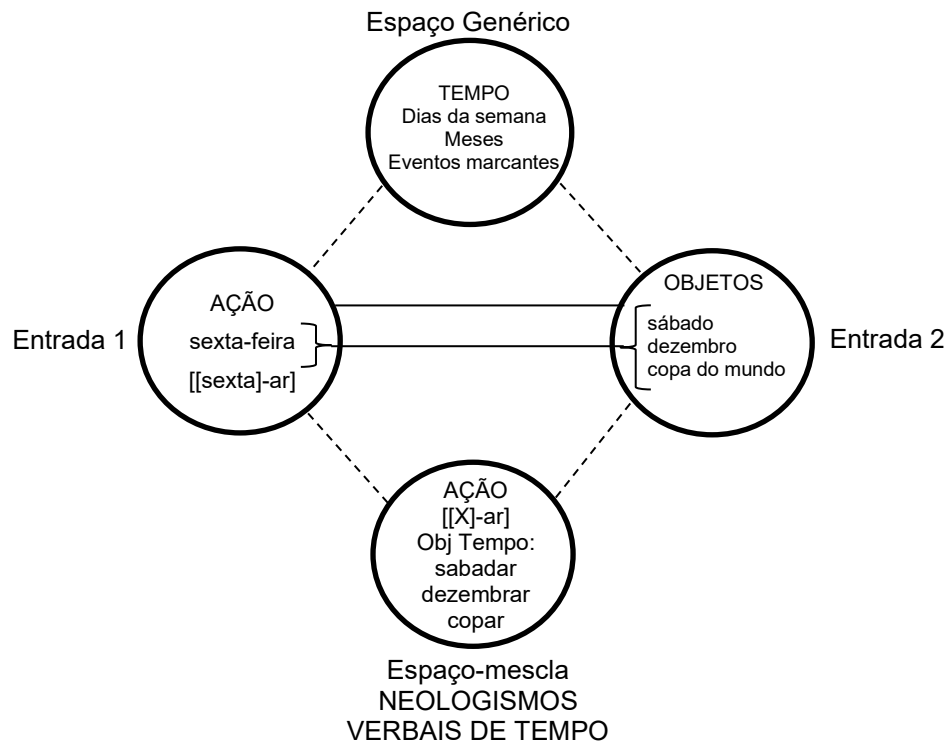 Espaço Genérico
TEMPO
Dias da semana
Meses
Eventos marcantes
Entrada 1
AÇÃO
sexta-feira
[[sexta]-ar]
OBJETOS
sábado
dezembro
copa do mundo
Entrada 2
AÇÃO
[[X]-ar]
Obj Tempo:
sabadar
dezembrar
copar
Espaço-mescla
NEOLOGISMOS
VERBAIS DE TEMPO